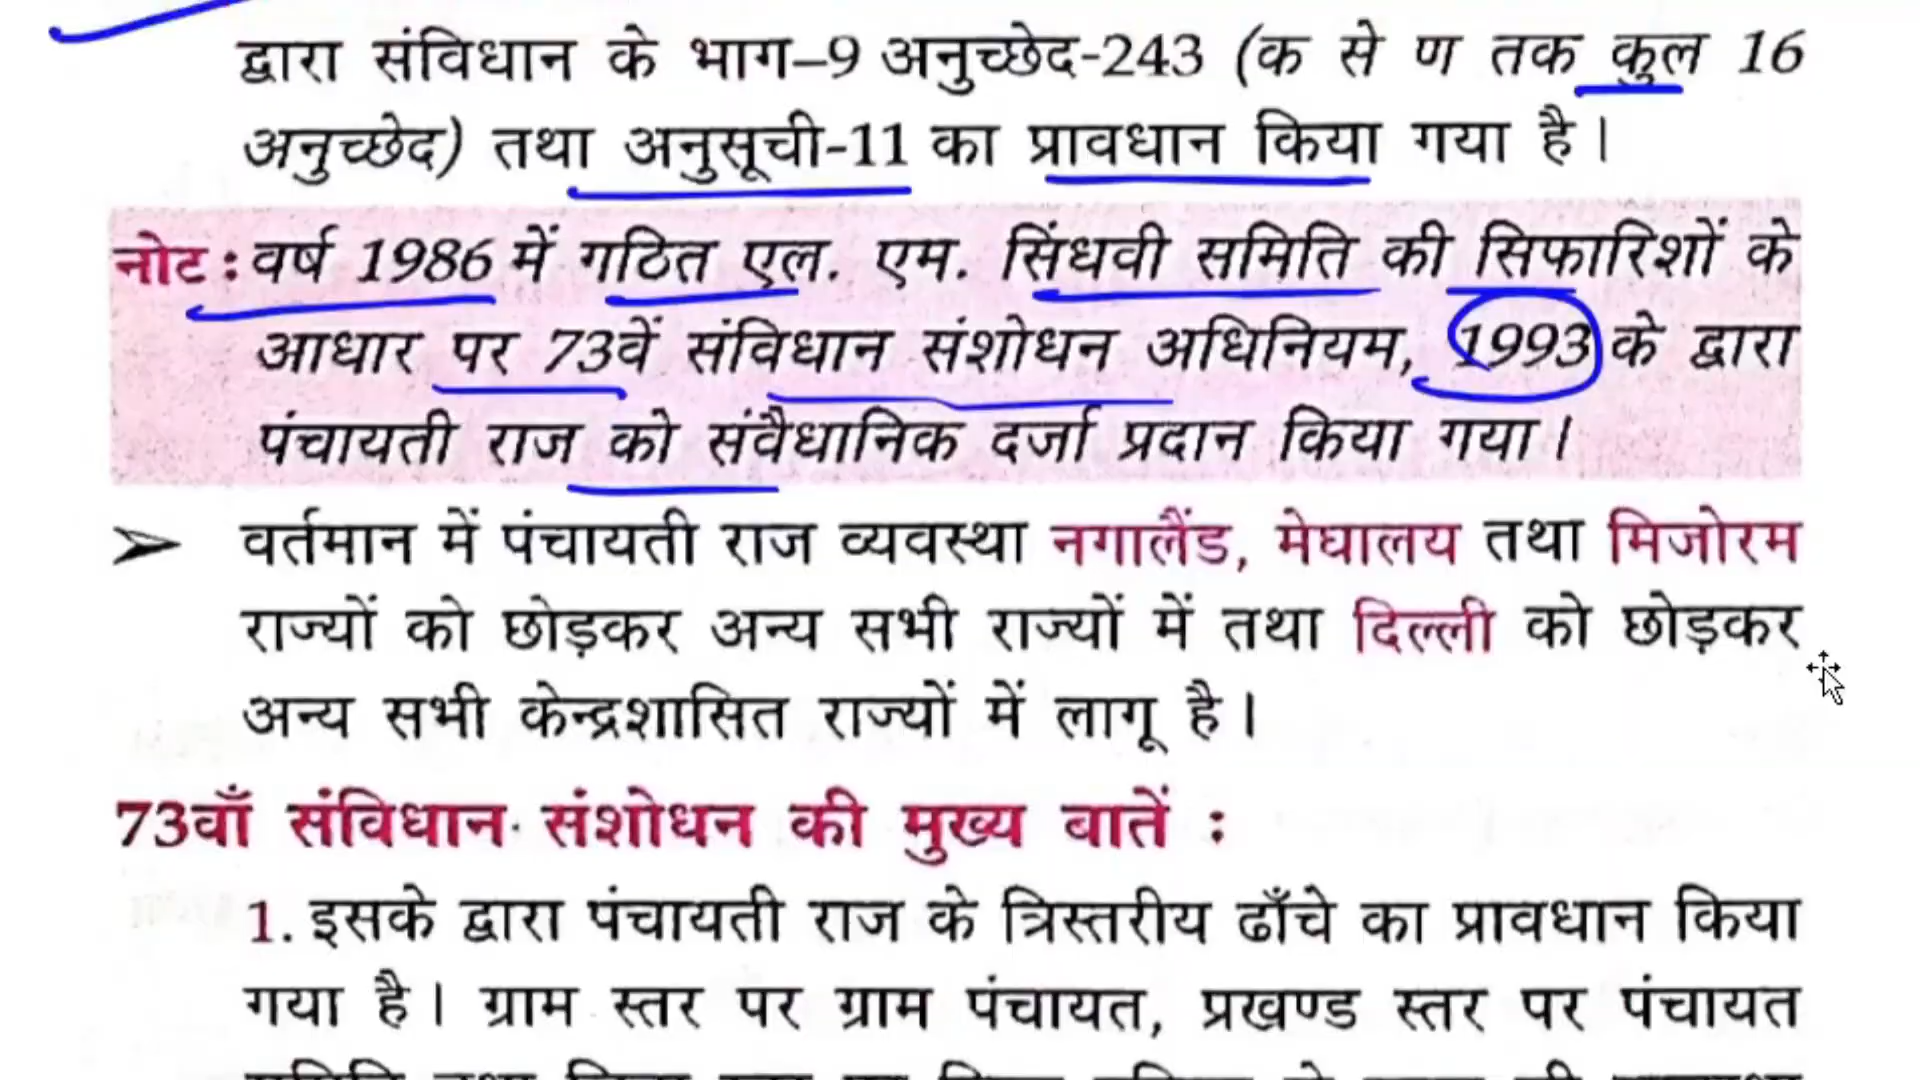 द्वारा संविधान के भाग–9 अनुच्छेद-243 (क से ण तक कुल 16
अनुच्छेद) तथा अनुसूची-11 का प्रावधान किया गया है।
नोट : वर्ष 1986 में गठित एल. एम. सिंधवी समिति की सिफारिशों के
आधार पर 73वें संविधान संशोधन अधिनियम, 1993 के द्वारा
पंचायती राज को संवैधानिक दर्जा प्रदान किया गया।
➢ वर्तमान में पंचायती राज व्यवस्था नगालैंड, मेघालय तथा मिजोरम
राज्यों को छोड़कर अन्य सभी राज्यों में तथा दिल्ली को छोड़कर
अन्य सभी केन्द्रशासित राज्यों में लागू है।
73वाँ संविधान संशोधन की मुख्य बातें :
1. इसके द्वारा पंचायती राज के त्रिस्तरीय ढाँचे का प्रावधान किया
गया है। ग्राम स्तर पर ग्राम पंचायत, प्रखण्ड स्तर पर पंचायत